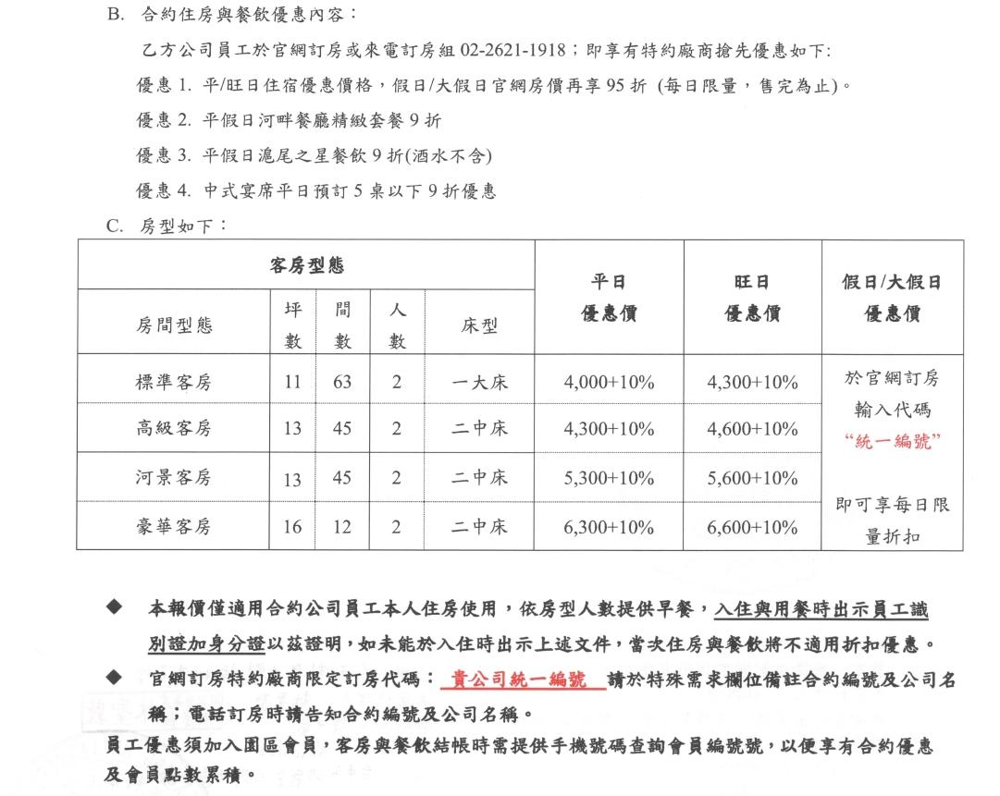 B. 合約住房與餐飲優惠內容：
乙方公司員工於官網訂房或來電訂房組 02-2621-1918；即享有特約廠商搶先優惠如下:
優惠 1. 平/旺日住宿優惠價格，假日/大假日官網房價再享 95 折 (每日限量，售完為止)。
優惠 2. 平假日河畔餐廳精緻套餐 9 折
優惠 3. 平假日滬尾之星餐飲 9 折(酒水不含)
優惠 4. 中式宴席平日預訂 5 桌以下 9 折優惠
C. 房型如下：
客房型態 平日優惠價 旺日優惠價 假日/大假日優惠價
房間型態 坪數 間數 人數 床型
標準客房 11 63 2 一大床 4,000+10% 4,300+10%
高級客房 13 45 2 二中床 4,300+10% 4,600+10%
河景客房 13 45 2 二中床 5,300+10% 5,600+10%
豪華客房 16 12 2 二中床 6,300+10% 6,600+10%
於官網訂房
輸入代碼
“統一編號”
即可享每日限
量折扣
◆ 本報價僅適用合約公司員工本人住房使用，依房型人數提供早餐，入住與用餐時出示員工識
別證加身分證以茲證明，如未能於入住時出示上述文件，當次住房與餐飲將不適用折扣優惠。
◆ 官網訂房特約廠商限定訂房代碼： 貴公司統一編號 請於特殊需求欄位備註合約編號及公司名
稱；電話訂房時請告知合約編號及公司名稱。
員工優惠須加入園區會員，客房與餐飲結帳時需提供手機號碼查詢會員編號號，以便享有合約優惠
及會員點數累積。